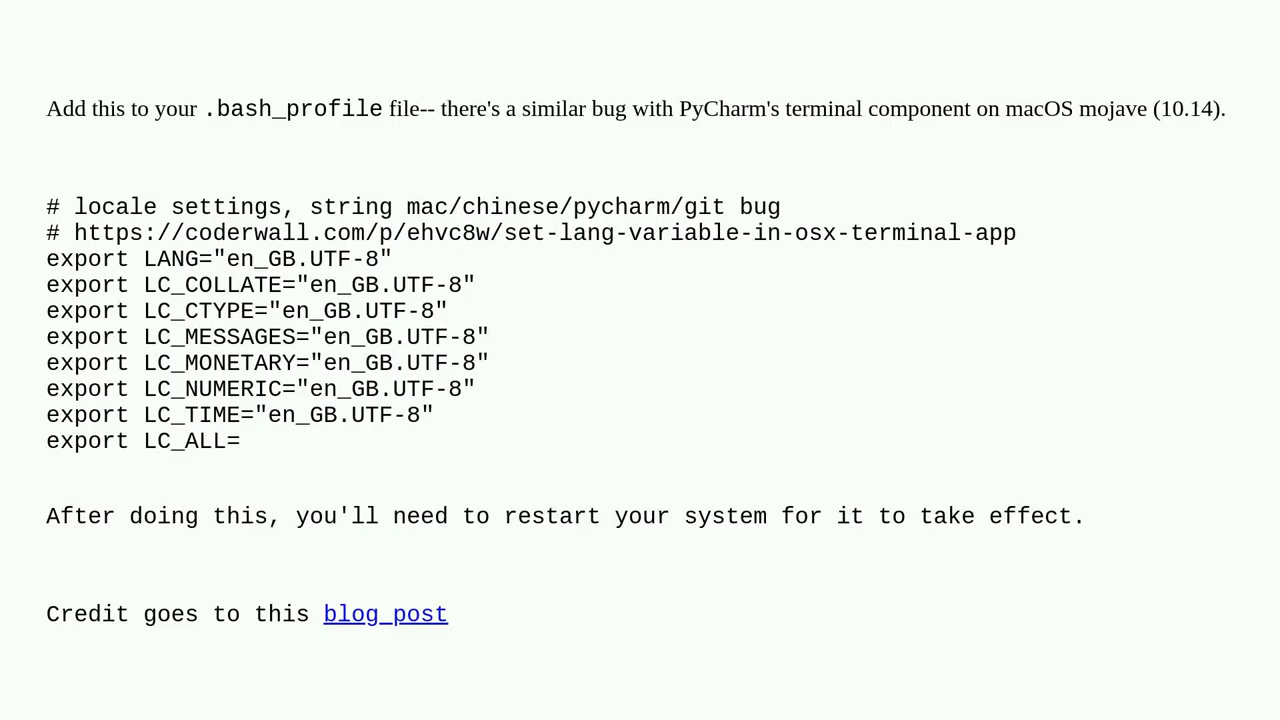 Add this to your .bash_profile file-- there's a similar bug with PyCharm's terminal component on macOS mojave (10.14).
# locale settings, string mac/chinese/pycharm/git bug
# https://coderwall.com/p/ehvc8w/set-lang-variable-in-osx-terminal-app
export LANG="en_GB.UTF-8"
export LC_COLLATE="en_GB.UTF-8"
export LC_CTYPE="en_GB.UTF-8"
export LC_MESSAGES="en_GB.UTF-8"
export LC_MONETARY="en_GB.UTF-8"
export LC_NUMERIC="en_GB.UTF-8"
export LC_TIME="en_GB.UTF-8"
export LC_ALL=
After doing this, you'll need to restart your system for it to take effect.
Credit goes to this blog post